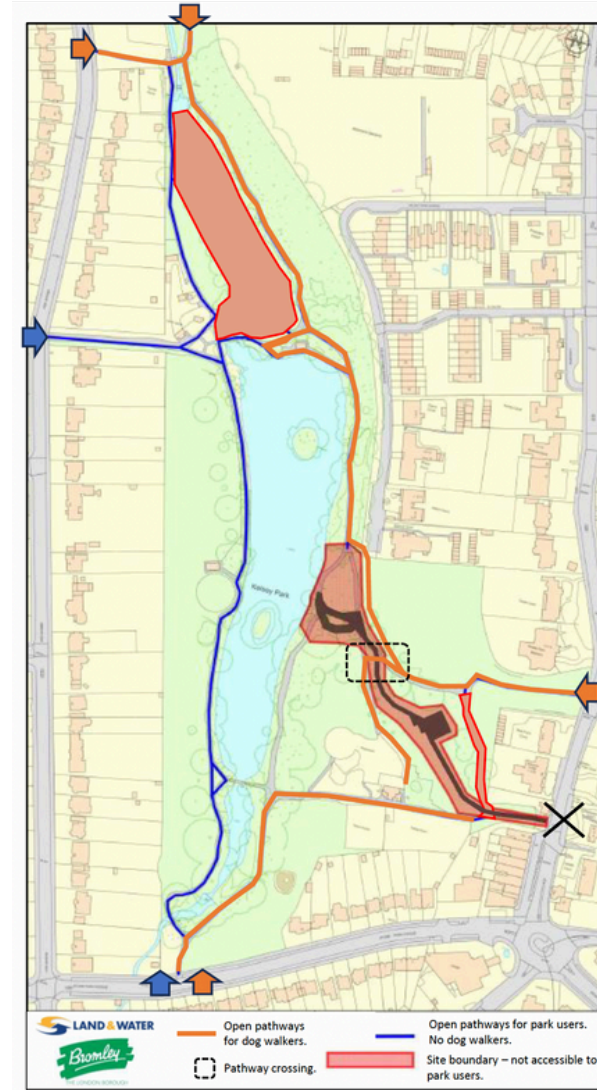 Kelsey Park
LAND & WATER
Bromley
THE LONDON BOROUGH
Open pathways
for dog walkers.
Pathway crossing.
Open pathways for park users.
No dog walkers.
Site boundary – not accessible to
park users.